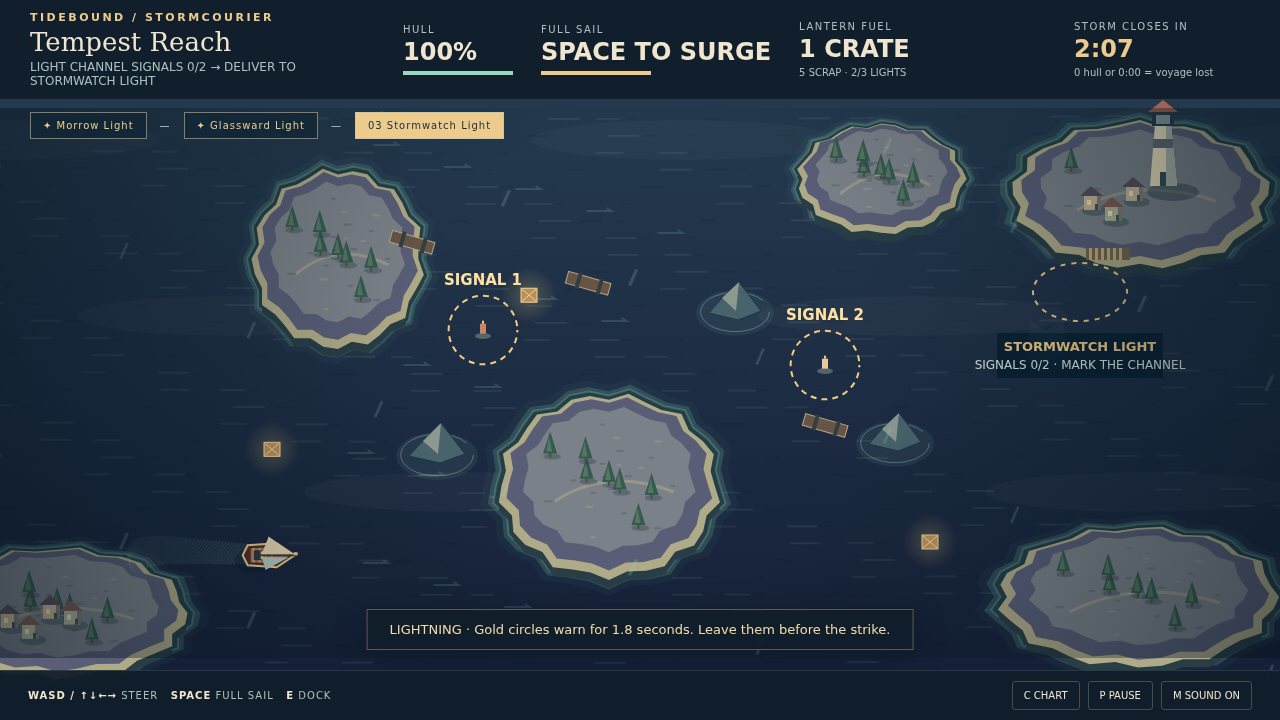 TIDEBOUND / STORMCOURIER
Tempest Reach
LIGHT CHANNEL SIGNALS 0/2 → DELIVER TO
STORMWATCH LIGHT
HULL
100%
FULL SAIL
SPACE TO SURGE
LANTERN FUEL
1 CRATE
5 SCRAP · 2/3 LIGHTS
STORM CLOSES IN
2:07
0 hull or 0:00 = voyage lost
✦ Morrow Light — ✦ Glassward Light — 03 Stormwatch Light
SIGNAL 1
SIGNAL 2
STORMWATCH LIGHT
SIGNALS 0/2 · MARK THE CHANNEL
LIGHTNING · Gold circles warn for 1.8 seconds. Leave them before the strike.
WASD / ↑↓←→ STEER SPACE FULL SAIL E DOCK
C CHART
P PAUSE
M SOUND ON